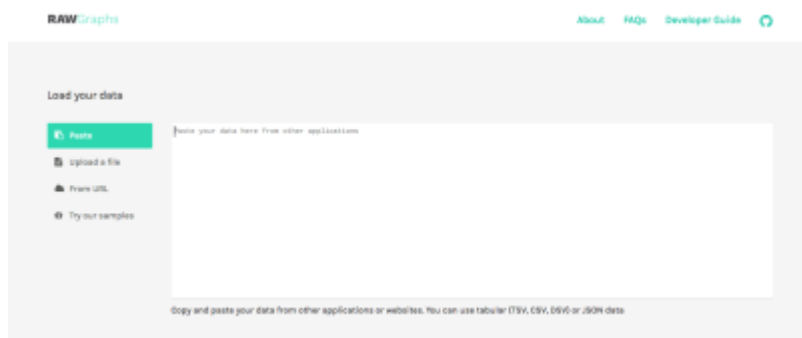 RAWGraphs
About FAQs Developer Guide
Load your data
Paste
Paste your data here from other applications
Upload a file
From URL
Try our samples
Copy and paste your data from other applications or websites. You can use tabular (TSV, CSV, DSV) or JSON data